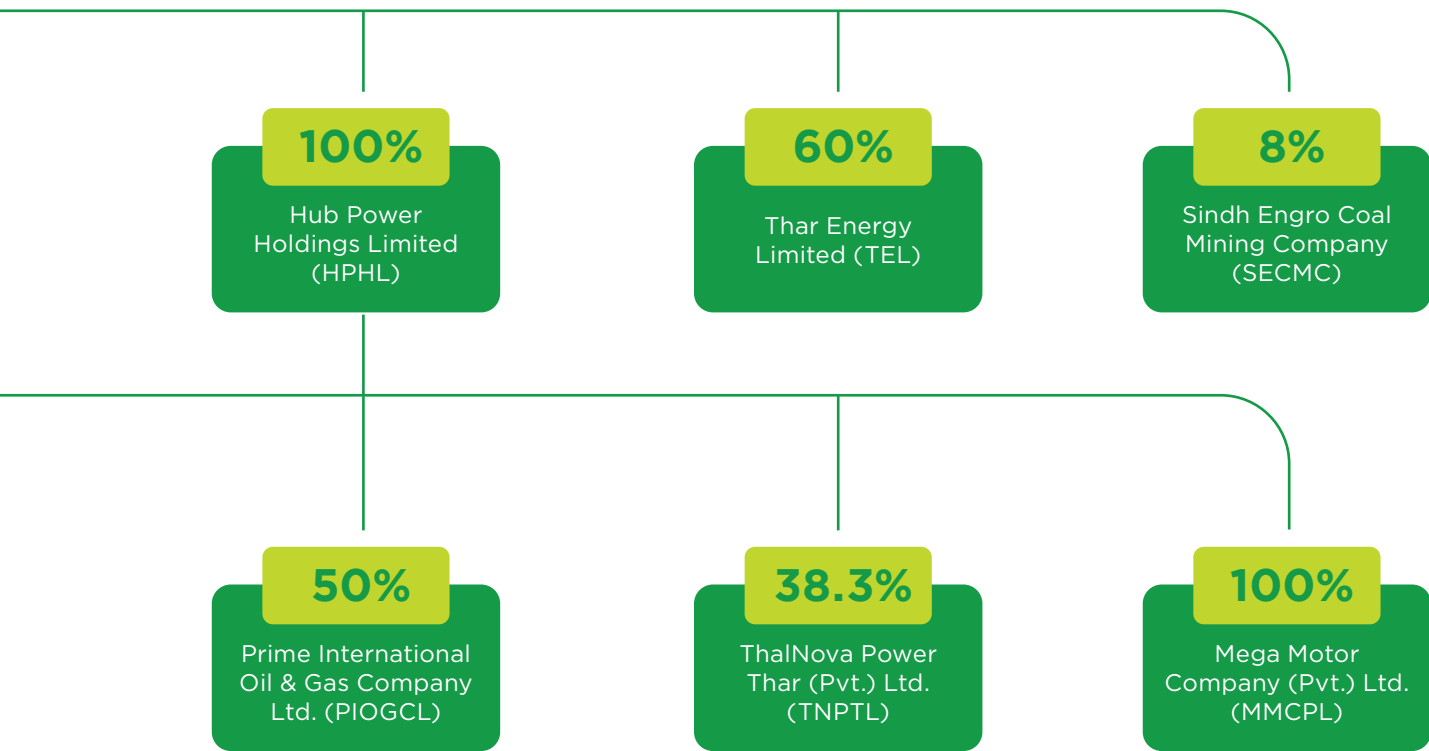 100%
Hub Power
Holdings Limited
(HPHL)
60%
Thar Energy
Limited (TEL)
8%
Sindh Engro Coal
Mining Company
(SECMC)
50%
Prime International
Oil & Gas Company
Ltd. (PIOGCL)
38.3%
ThalNova Power
Thar (Pvt.) Ltd.
(TNPTL)
100%
Mega Motor
Company (Pvt.) Ltd.
(MMCPL)